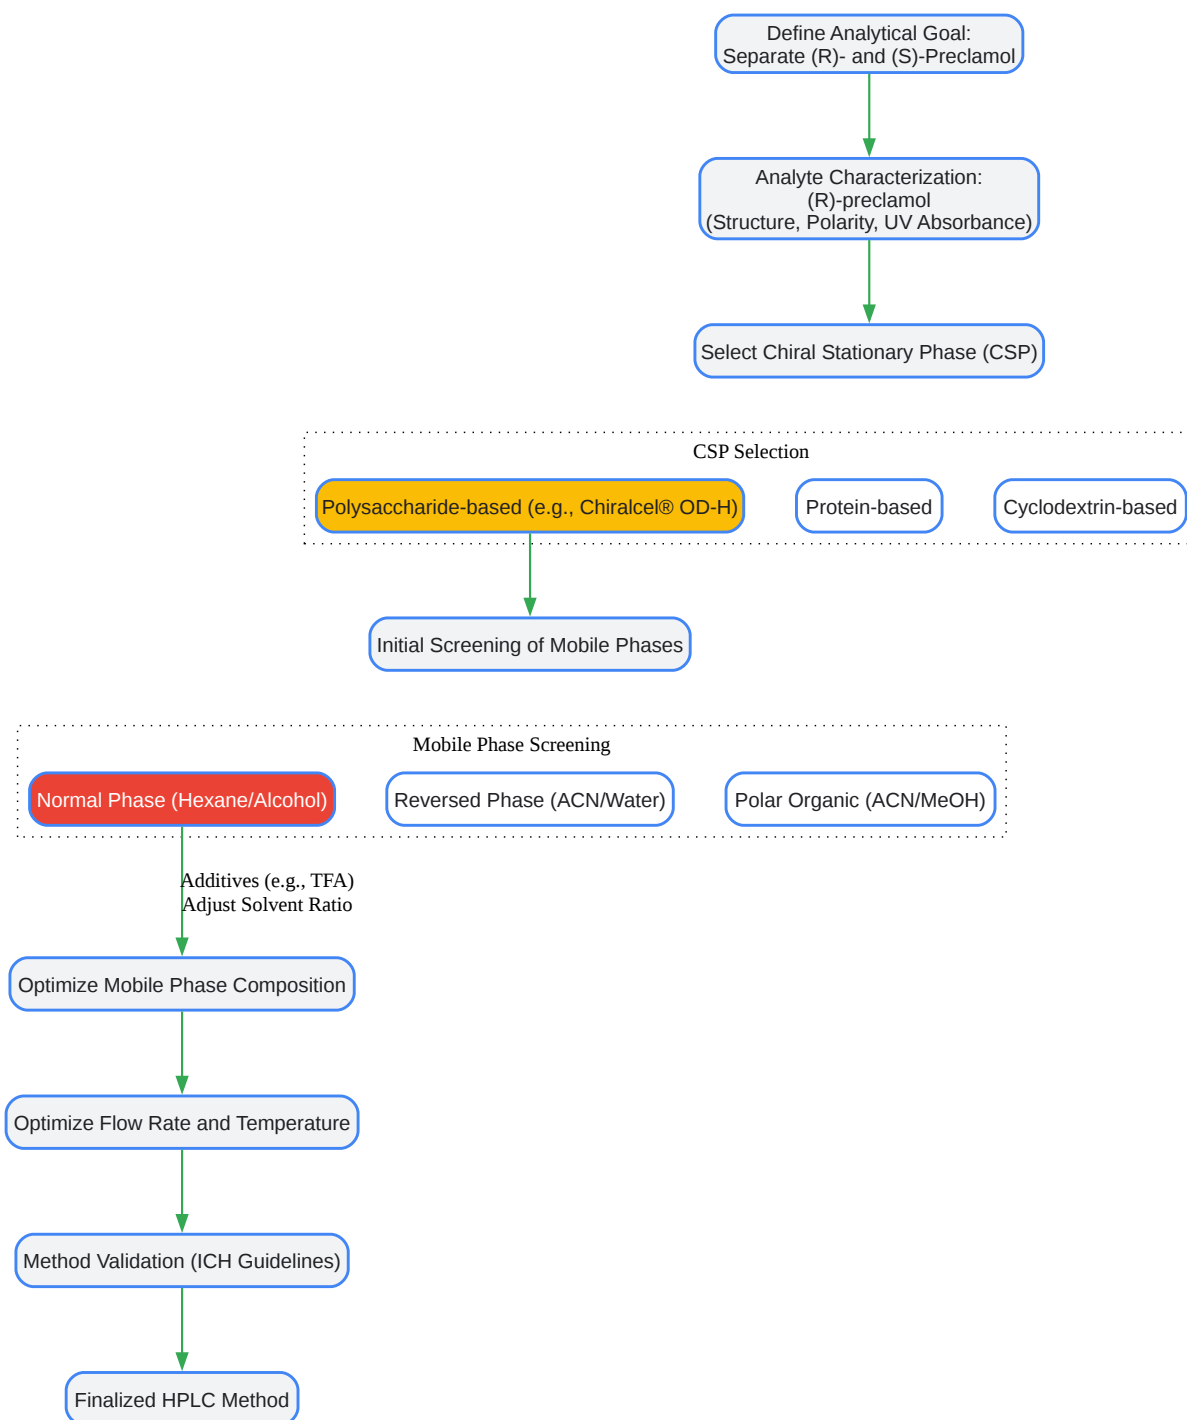 Define Analytical Goal:
Separate (R)- and (S)-Preclamol
Analyte Characterization:
(R)-preclamol
(Structure, Polarity, UV Absorbance)
Select Chiral Stationary Phase (CSP)
CSP Selection
Polysaccharide-based (e.g., Chiralcel® OD-H)
Protein-based
Cyclodextrin-based
Initial Screening of Mobile Phases
Mobile Phase Screening
Normal Phase (Hexane/Alcohol)
Reversed Phase (ACN/Water)
Polar Organic (ACN/MeOH)
Additives (e.g., TFA)
Adjust Solvent Ratio
Optimize Mobile Phase Composition
Optimize Flow Rate and Temperature
Method Validation (ICH Guidelines)
Finalized HPLC Method